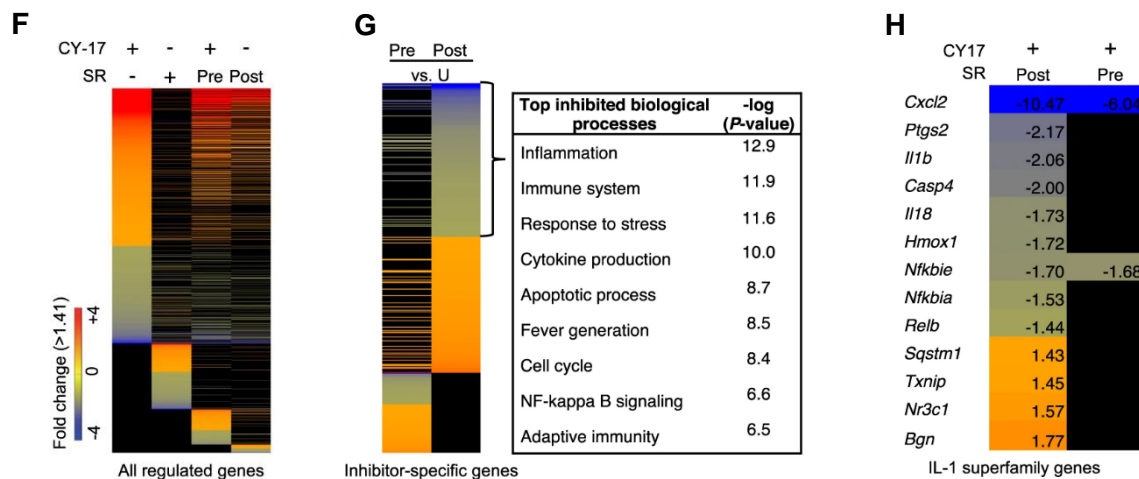 F
CY-17 + - + -
SR - + Pre Post
Fold change (>1.41)
+4
0
-4
All regulated genes
G
Pre Post
vs. U
Top inhibited biological processes -log (P-value)
Inflammation 12.9
Immune system 11.9
Response to stress 11.6
Cytokine production 10.0
Apoptotic process 8.7
Fever generation 8.5
Cell cycle 8.4
NF-kappa B signaling 6.6
Adaptive immunity 6.5
Inhibitor-specific genes
H
CY17 + +
SR Post Pre
Cxcl2 -10.47 -6.04
Ptgs2 -2.17
Il1b -2.06
Casp4 -2.00
Il18 -1.73
Hmox1 -1.72
Nfkbie -1.70 -1.68
Nfkbia -1.53
Relb -1.44
Sqstm1 1.43
Txnip 1.45
Nr3c1 1.57
Bgn 1.77
IL-1 superfamily genes